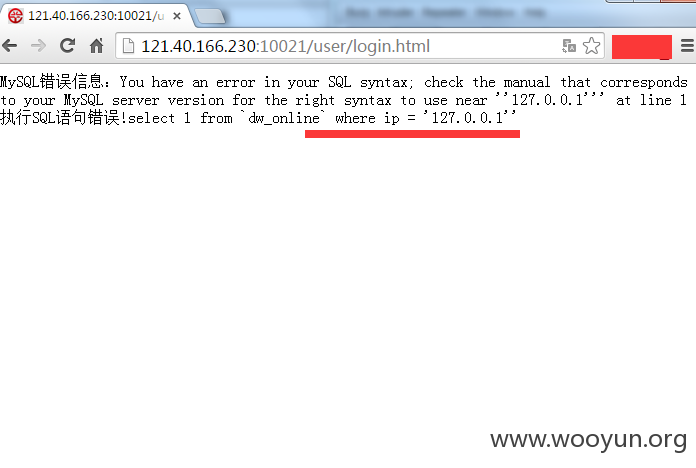 121.40.166.230:10021/u
121.40.166.230:10021/user/login.html
MySQL错误信息：You have an error in your SQL syntax; check the manual that corresponds
to your MySQL server version for the right syntax to use near ''127.0.0.1''' at line 1
执行SQL语句错误!select 1 from `dw_online` where ip = '127.0.0.1''
www.wooyun.org